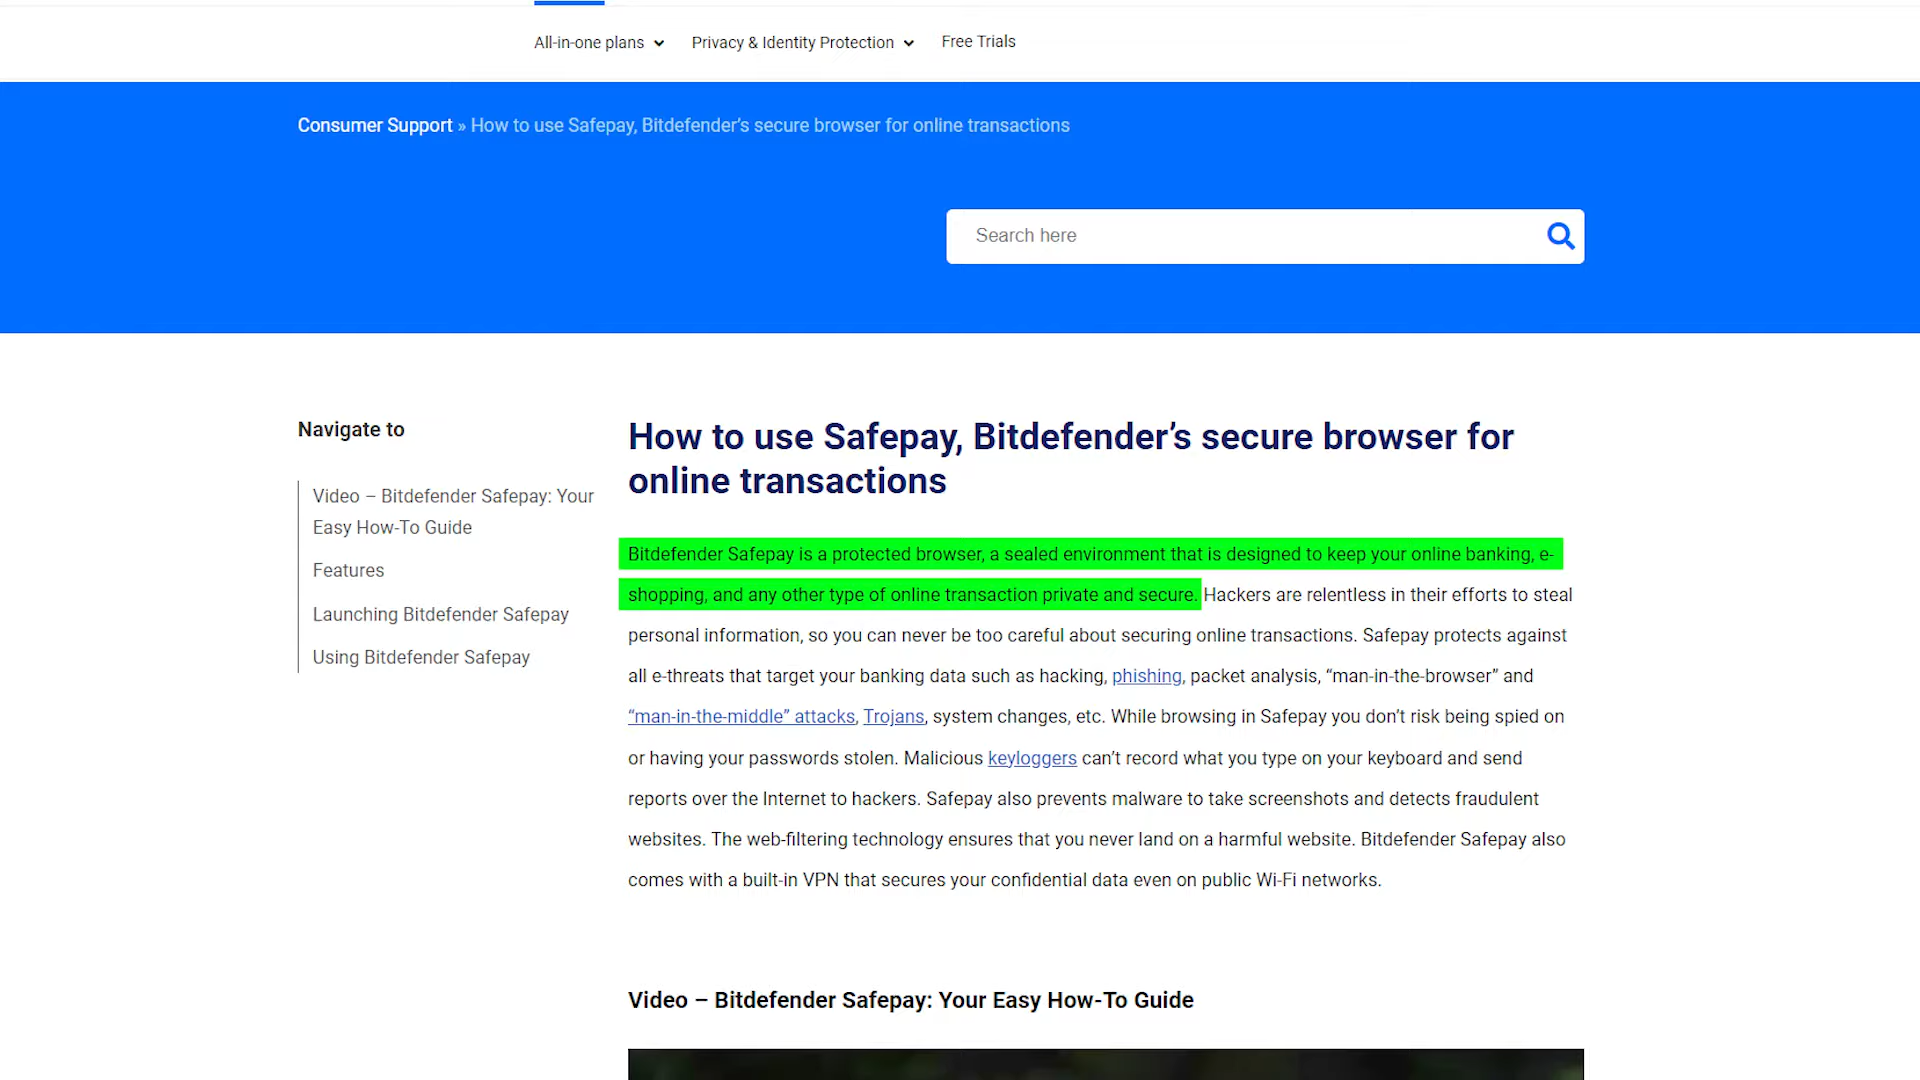 All-in-one plans
Privacy & Identity Protection
Free Trials
Consumer Support » How to use Safepay, Bitdefender’s secure browser for online transactions
Search here
Navigate to
Video – Bitdefender Safepay: Your
Easy How-To Guide
Features
Launching Bitdefender Safepay
Using Bitdefender Safepay
How to use Safepay, Bitdefender’s secure browser for
online transactions
Bitdefender Safepay is a protected browser, a sealed environment that is designed to keep your online banking, e-
shopping, and any other type of online transaction private and secure. Hackers are relentless in their efforts to steal
personal information, so you can never be too careful about securing online transactions. Safepay protects against
all e-threats that target your banking data such as hacking, phishing, packet analysis, “man-in-the-browser” and
“man-in-the-middle” attacks, Trojans, system changes, etc. While browsing in Safepay you don’t risk being spied on
or having your passwords stolen. Malicious keyloggers can’t record what you type on your keyboard and send
reports over the Internet to hackers. Safepay also prevents malware to take screenshots and detects fraudulent
websites. The web-filtering technology ensures that you never land on a harmful website. Bitdefender Safepay also
comes with a built-in VPN that secures your confidential data even on public Wi-Fi networks.
Video – Bitdefender Safepay: Your Easy How-To Guide